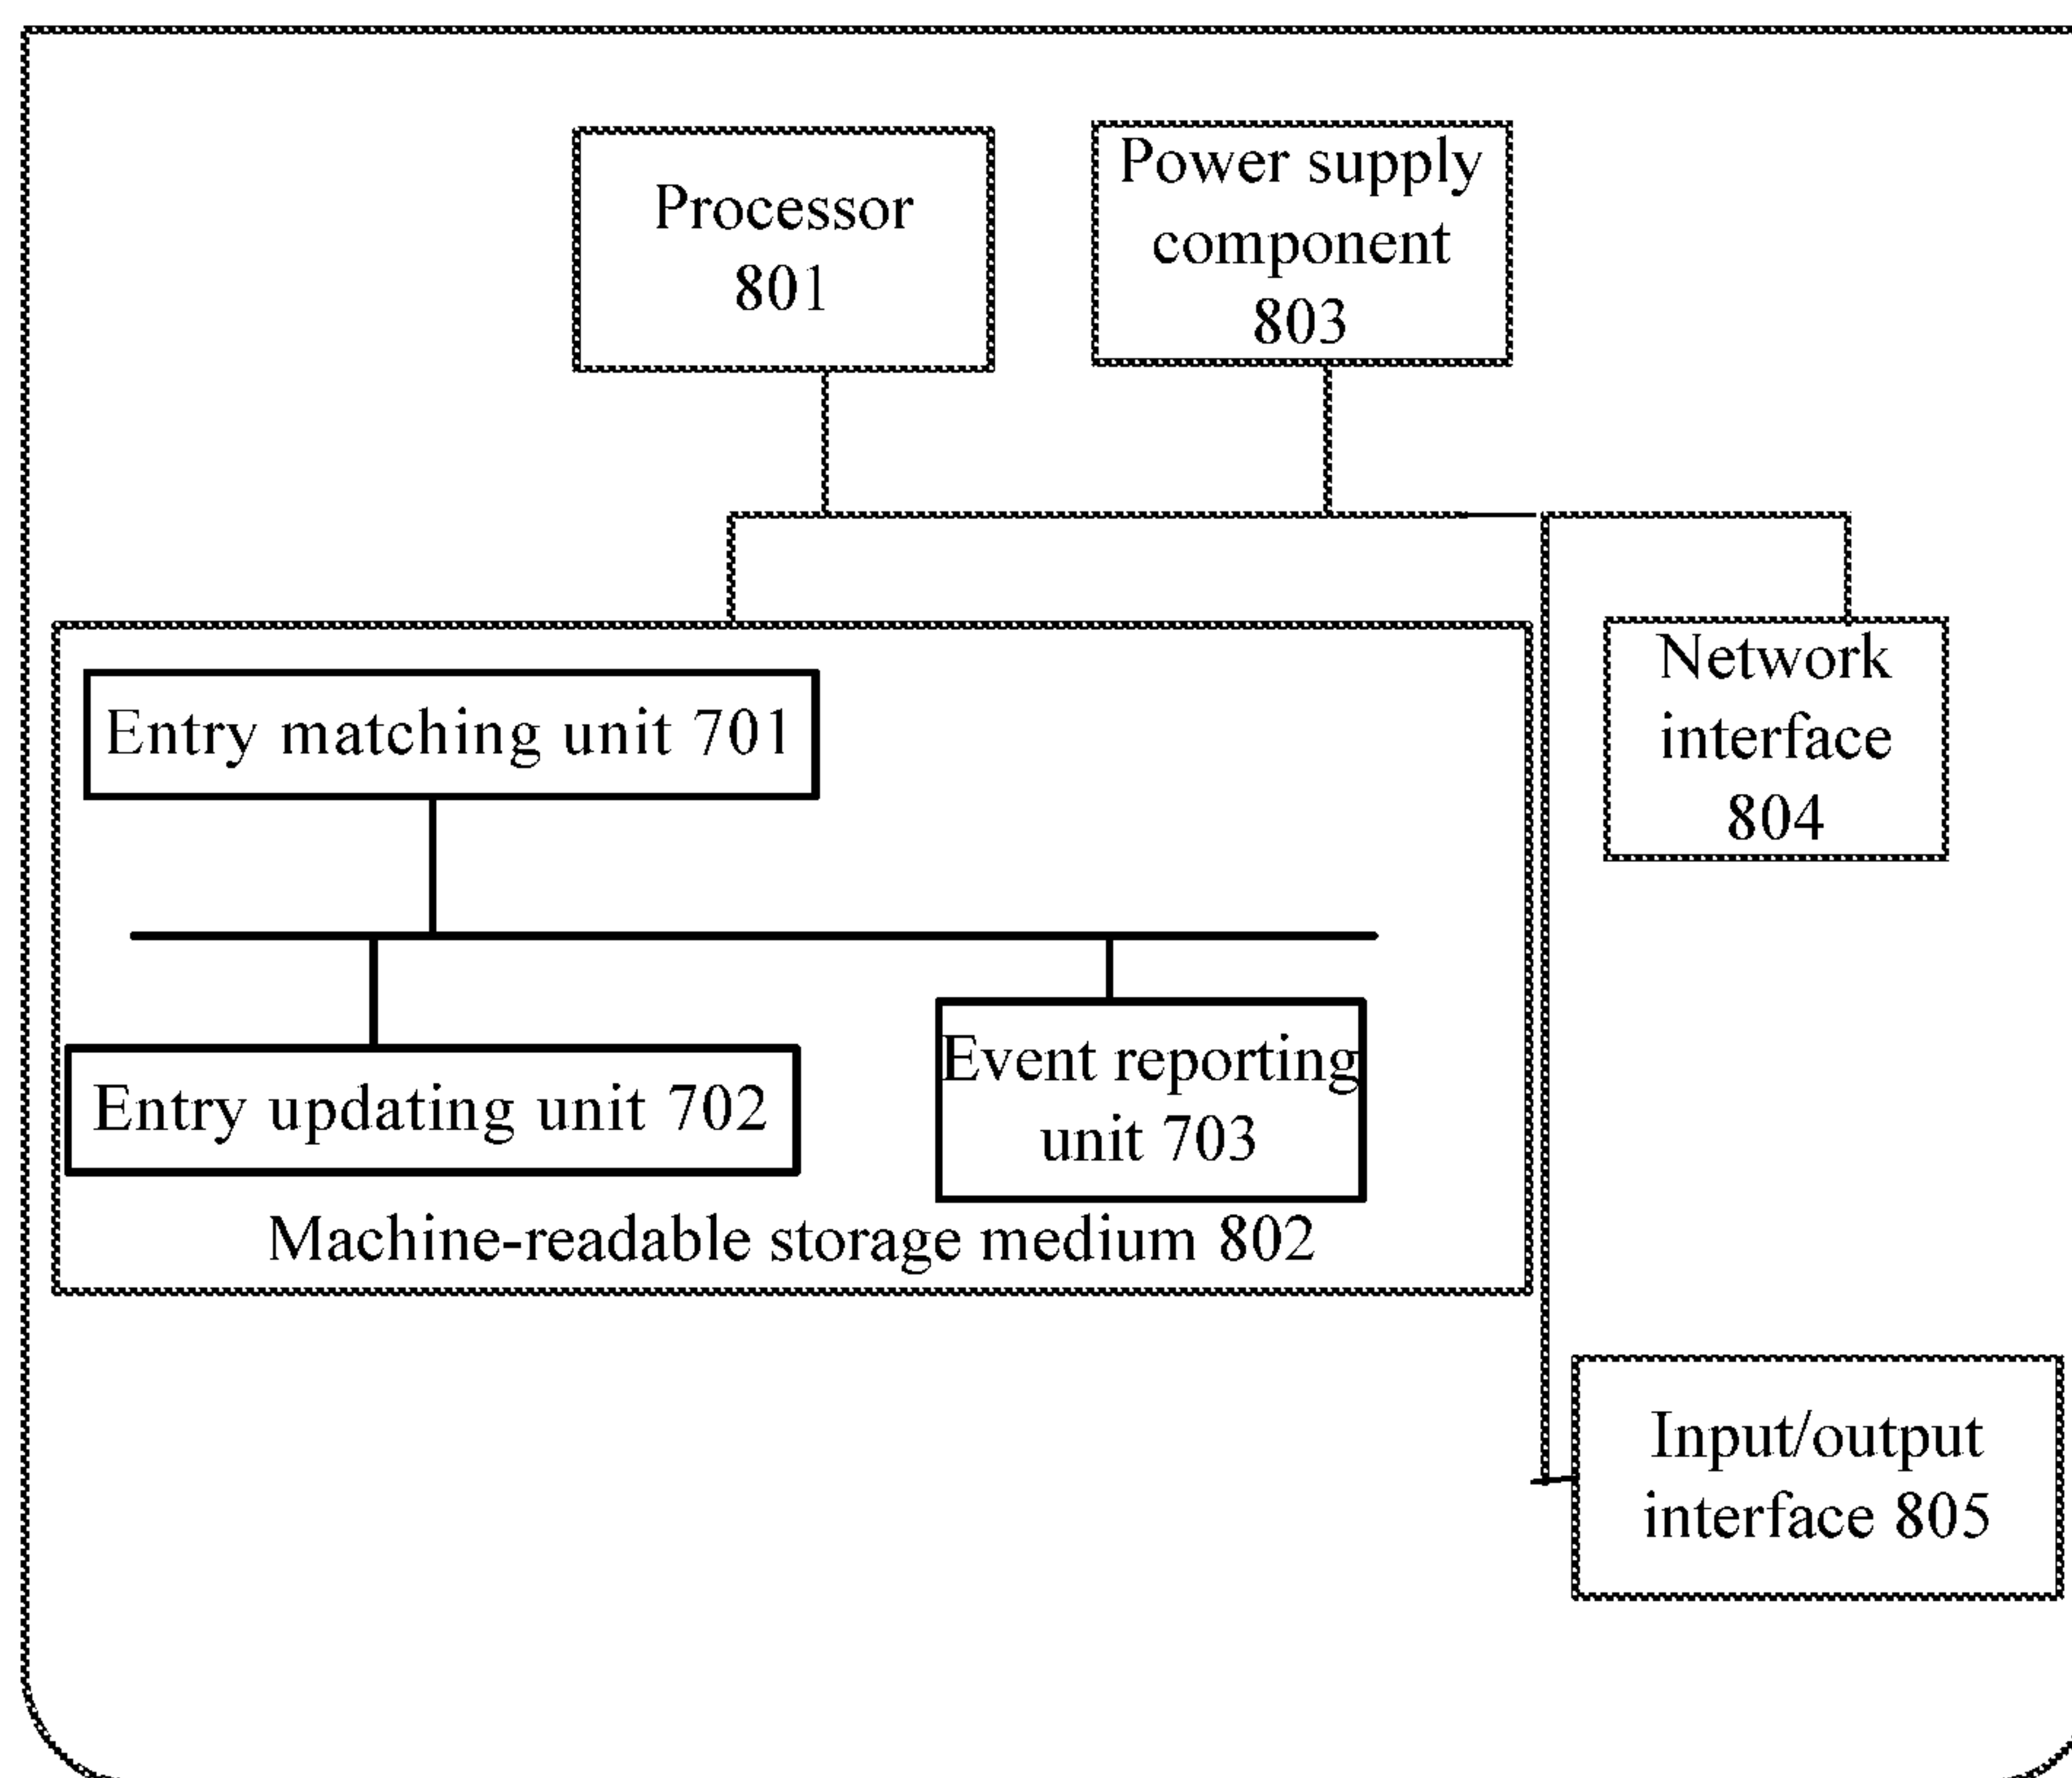 Processor
801
Power supply
component
803
Network
interface
804
Entry matching unit 701
Entry updating unit 702
Event reporting
unit 703
Machine-readable storage medium 802
Input/output
interface 805